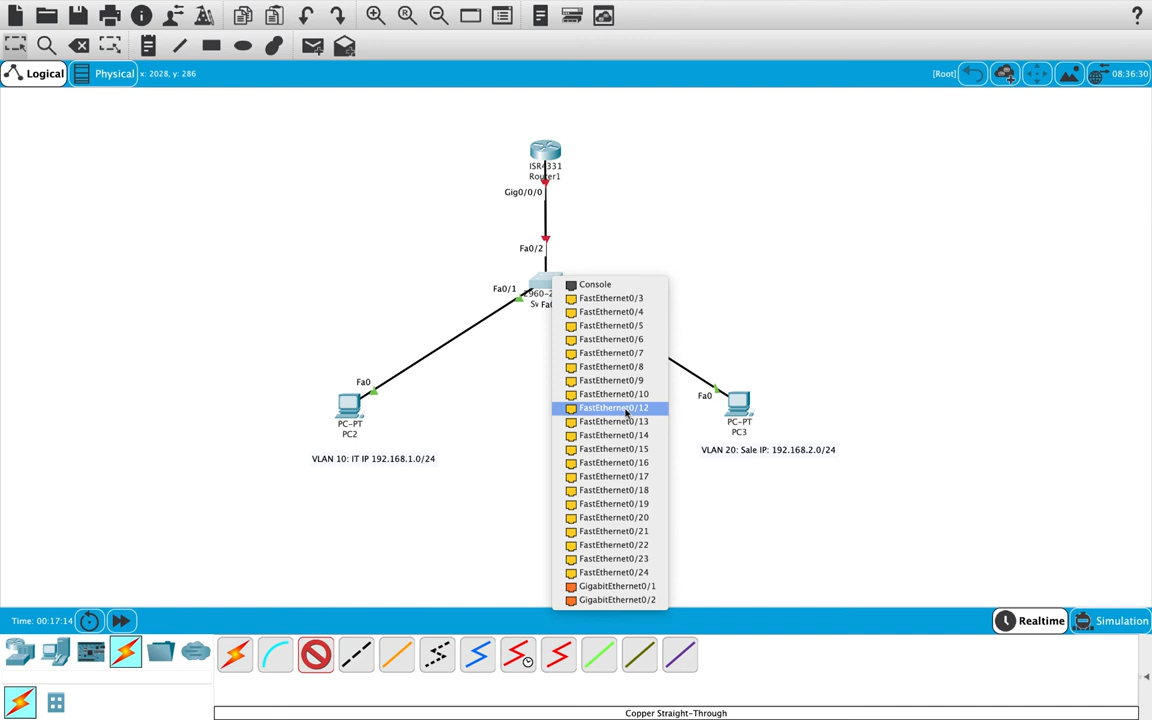 ?
Logical
Physical
x: 2028, y: 286
[Root]
08:36:30
ISR4331
Router1
Gig0/0/0
Fa0/2
Fa0/1
Console
FastEthernet0/3
FastEthernet0/4
FastEthernet0/5
FastEthernet0/6
FastEthernet0/7
FastEthernet0/8
FastEthernet0/9
FastEthernet0/10
FastEthernet0/12
FastEthernet0/13
FastEthernet0/14
FastEthernet0/15
FastEthernet0/16
FastEthernet0/17
FastEthernet0/18
FastEthernet0/19
FastEthernet0/20
FastEthernet0/21
FastEthernet0/22
FastEthernet0/23
FastEthernet0/24
GigabitEthernet0/1
GigabitEthernet0/2
Fa0
PC-PT
PC2
VLAN 10: IT IP 192.168.1.0/24
Fa0
PC-PT
PC3
VLAN 20: Sale IP: 192.168.2.0/24
Time: 00:17:14
Realtime
Simulation
Copper Straight-Through